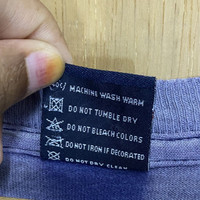 MACHINE WASH WARM
DO NOT TUMBLE DRY
DO NOT BLEACH COLORS
DO NOT IRON IF DECORATED
DO NOT DRY CLEAN